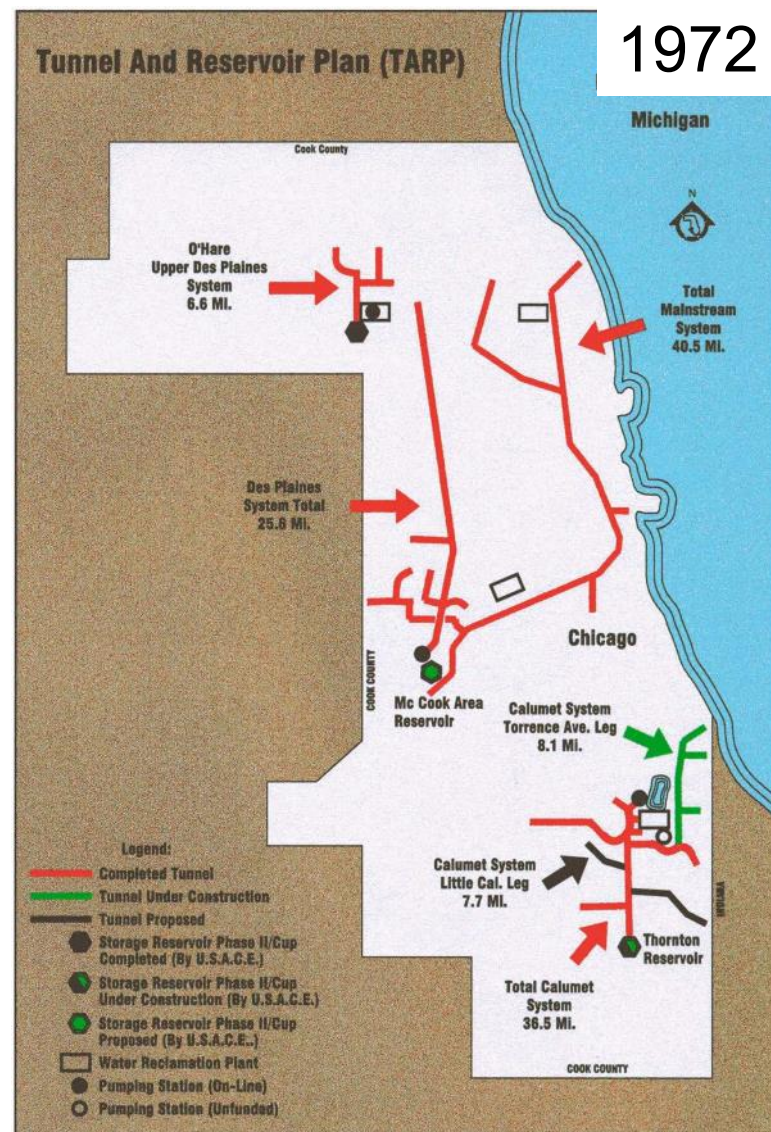 1972
Tunnel And Reservoir Plan (TARP)
Michigan
Cook County
N
O'Hare
Upper Des Plaines
System
6.6 Mi.
Total
Mainstream
System
40.5 Mi.
Des Plaines
System Total
25.6 Mi.
Chicago
COOK COUNTY
Mc Cook Area
Reservoir
Calumet System
Torrence Ave. Leg
8.1 Mi.
Calumet System
Little Cal. Leg
7.7 Mi.
INDIANA
Thornton
Reservoir
Total Calumet
System
36.5 Mi.
COOK COUNTY
Legend:
Completed Tunnel
Tunnel Under Construction
Tunnel Proposed
Storage Reservoir Phase II/Cup
Completed (By U.S.A.C.E.)
Storage Reservoir Phase II/Cup
Under Construction (By U.S.A.C.E.)
Storage Reservoir Phase II/Cup
Proposed (By U.S.A.C.E..)
Water Reclamation Plant
Pumping Station (On-Line)
Pumping Station (Unfunded)